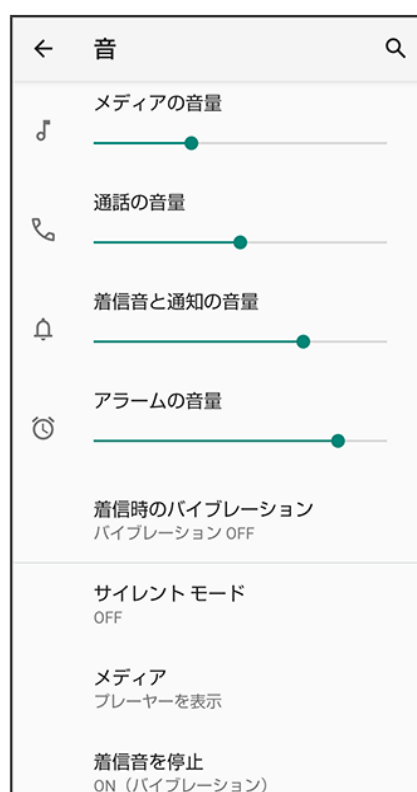 音
メディアの音量
通話の音量
着信音と通知の音量
アラームの音量
着信時のバイブレーション
バイブレーション OFF
サイレント モード
OFF
メディア
プレーヤーを表示
着信音を停止
ON（バイブレーション）